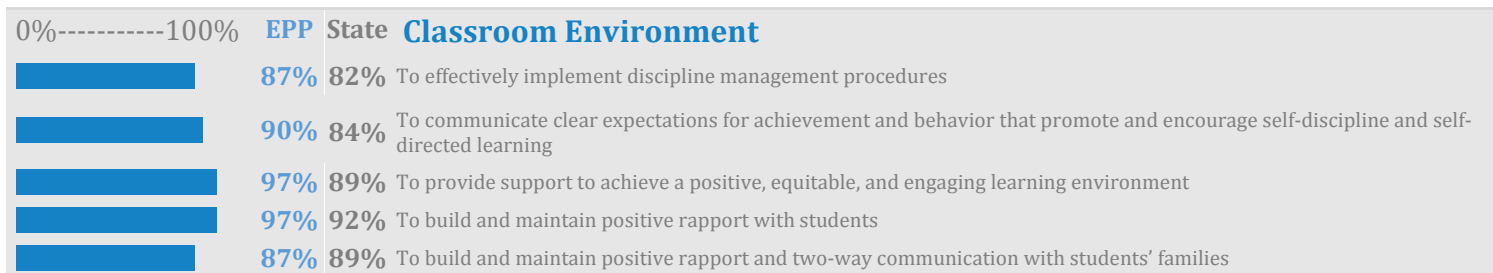 0%-----------100% EPP State Classroom Environment
87% 82% To effectively implement discipline management procedures
90% 84% To communicate clear expectations for achievement and behavior that promote and encourage self-discipline and self-
directed learning
97% 89% To provide support to achieve a positive, equitable, and engaging learning environment
97% 92% To build and maintain positive rapport with students
87% 89% To build and maintain positive rapport and two-way communication with students’ families